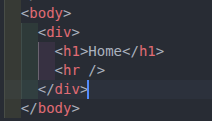 <body>
<div>
<h1>Home</h1>
<hr />
</div>
</body>